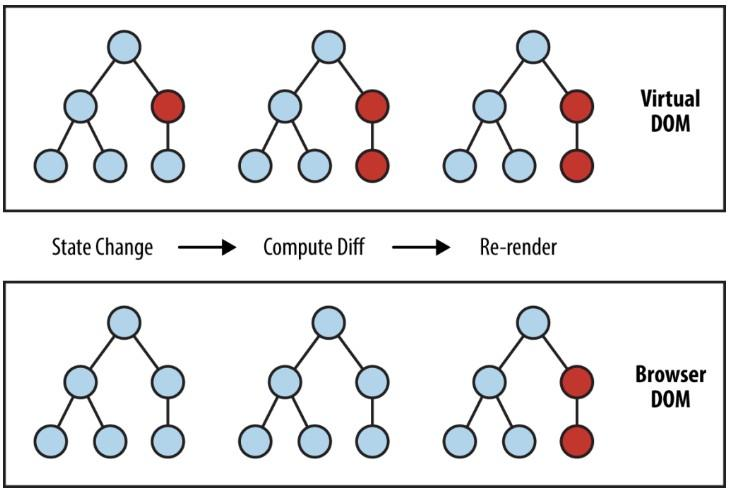 Virtual
DOM
State Change
Compute Diff
Re-render
Browser
DOM